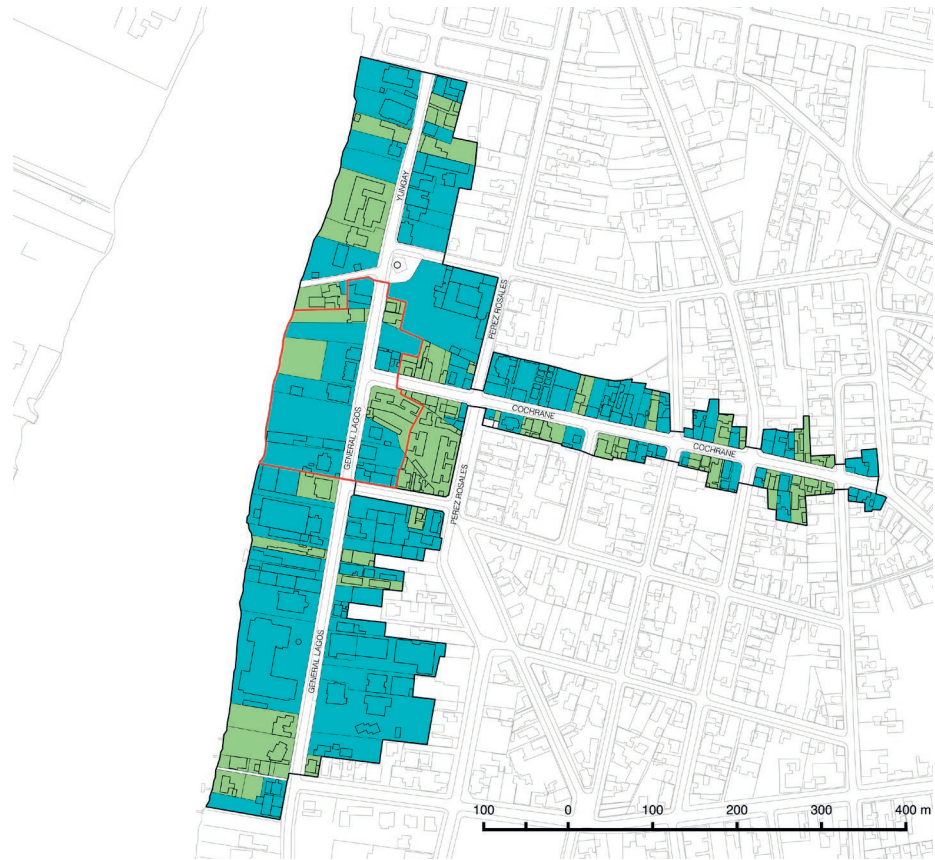 YUNGAY
PEREZ ROSALES
COCHRANE
COCHRANE
GENERAL LAGOS
PEREZ ROSALES
GENERAL LAGOS
100 0 100 200 300 400 m